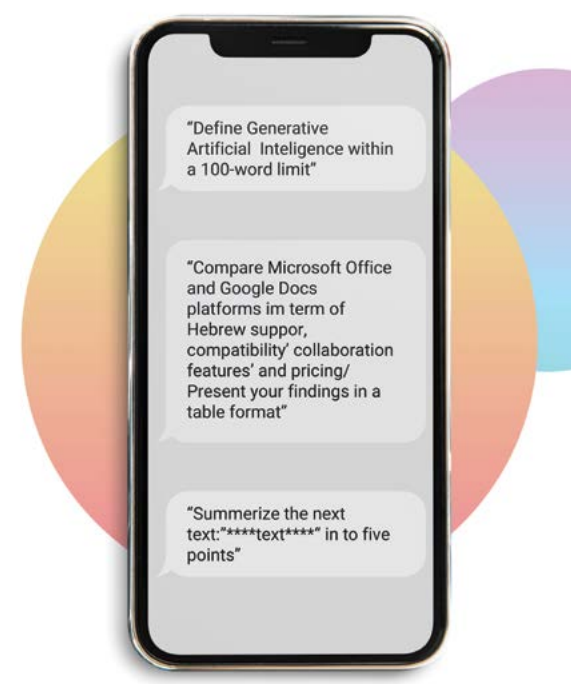 “Define Generative
Artificial Inteligence within
a 100-word limit”
“Compare Microsoft Office
and Google Docs
platforms im term of
Hebrew suppor,
compatibility' collaboration
features' and pricing/
Present your findings in a
table format”
“Summerize the next
text:”****text****“ in to five
points”